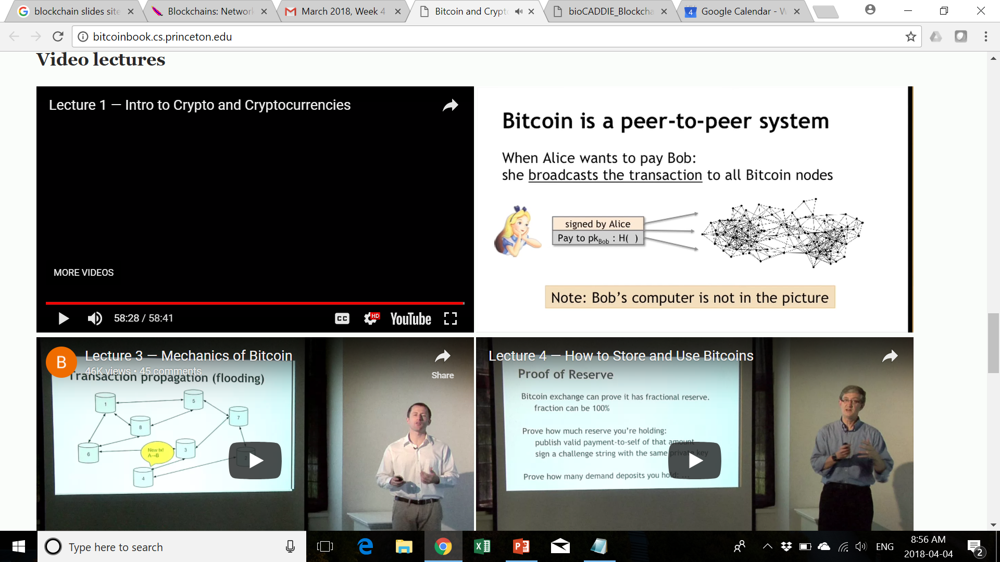 blockchain slides site
Blockchains: Networ
March 2018, Week 4
Bitcoin and Crypt
bioCADDIE_Blockcha
4
Google Calendar - W
bitcoinbook.cs.princeton.edu
Video lectures
Lecture 1 — Intro to Crypto and Cryptocurrencies
MORE VIDEOS
58:28 / 58:41
CC
HD
YouTube
Bitcoin is a peer-to-peer system
When Alice wants to pay Bob:
she broadcasts the transaction to all Bitcoin nodes
signed by Alice
Pay to pkBob : H( )
Note: Bob's computer is not in the picture
B
Lecture 3 — Mechanics of Bitcoin
46K views • 45 comments
Share
Transaction propagation (flooding)
1
5
7
8
3
6
New tx!
A→B
2
4
Lecture 4 — How to Store and Use Bitcoins
Proof of Reserve
Bitcoin exchange can prove it has fractional reserve.
fraction can be 100%
Prove how much reserve you're holding:
publish valid payment-to-self of that amount
sign a challenge string with the same private key
Prove how many demand deposits you hold: ...
Type here to search
ENG
8:56 AM
2018-04-04
2